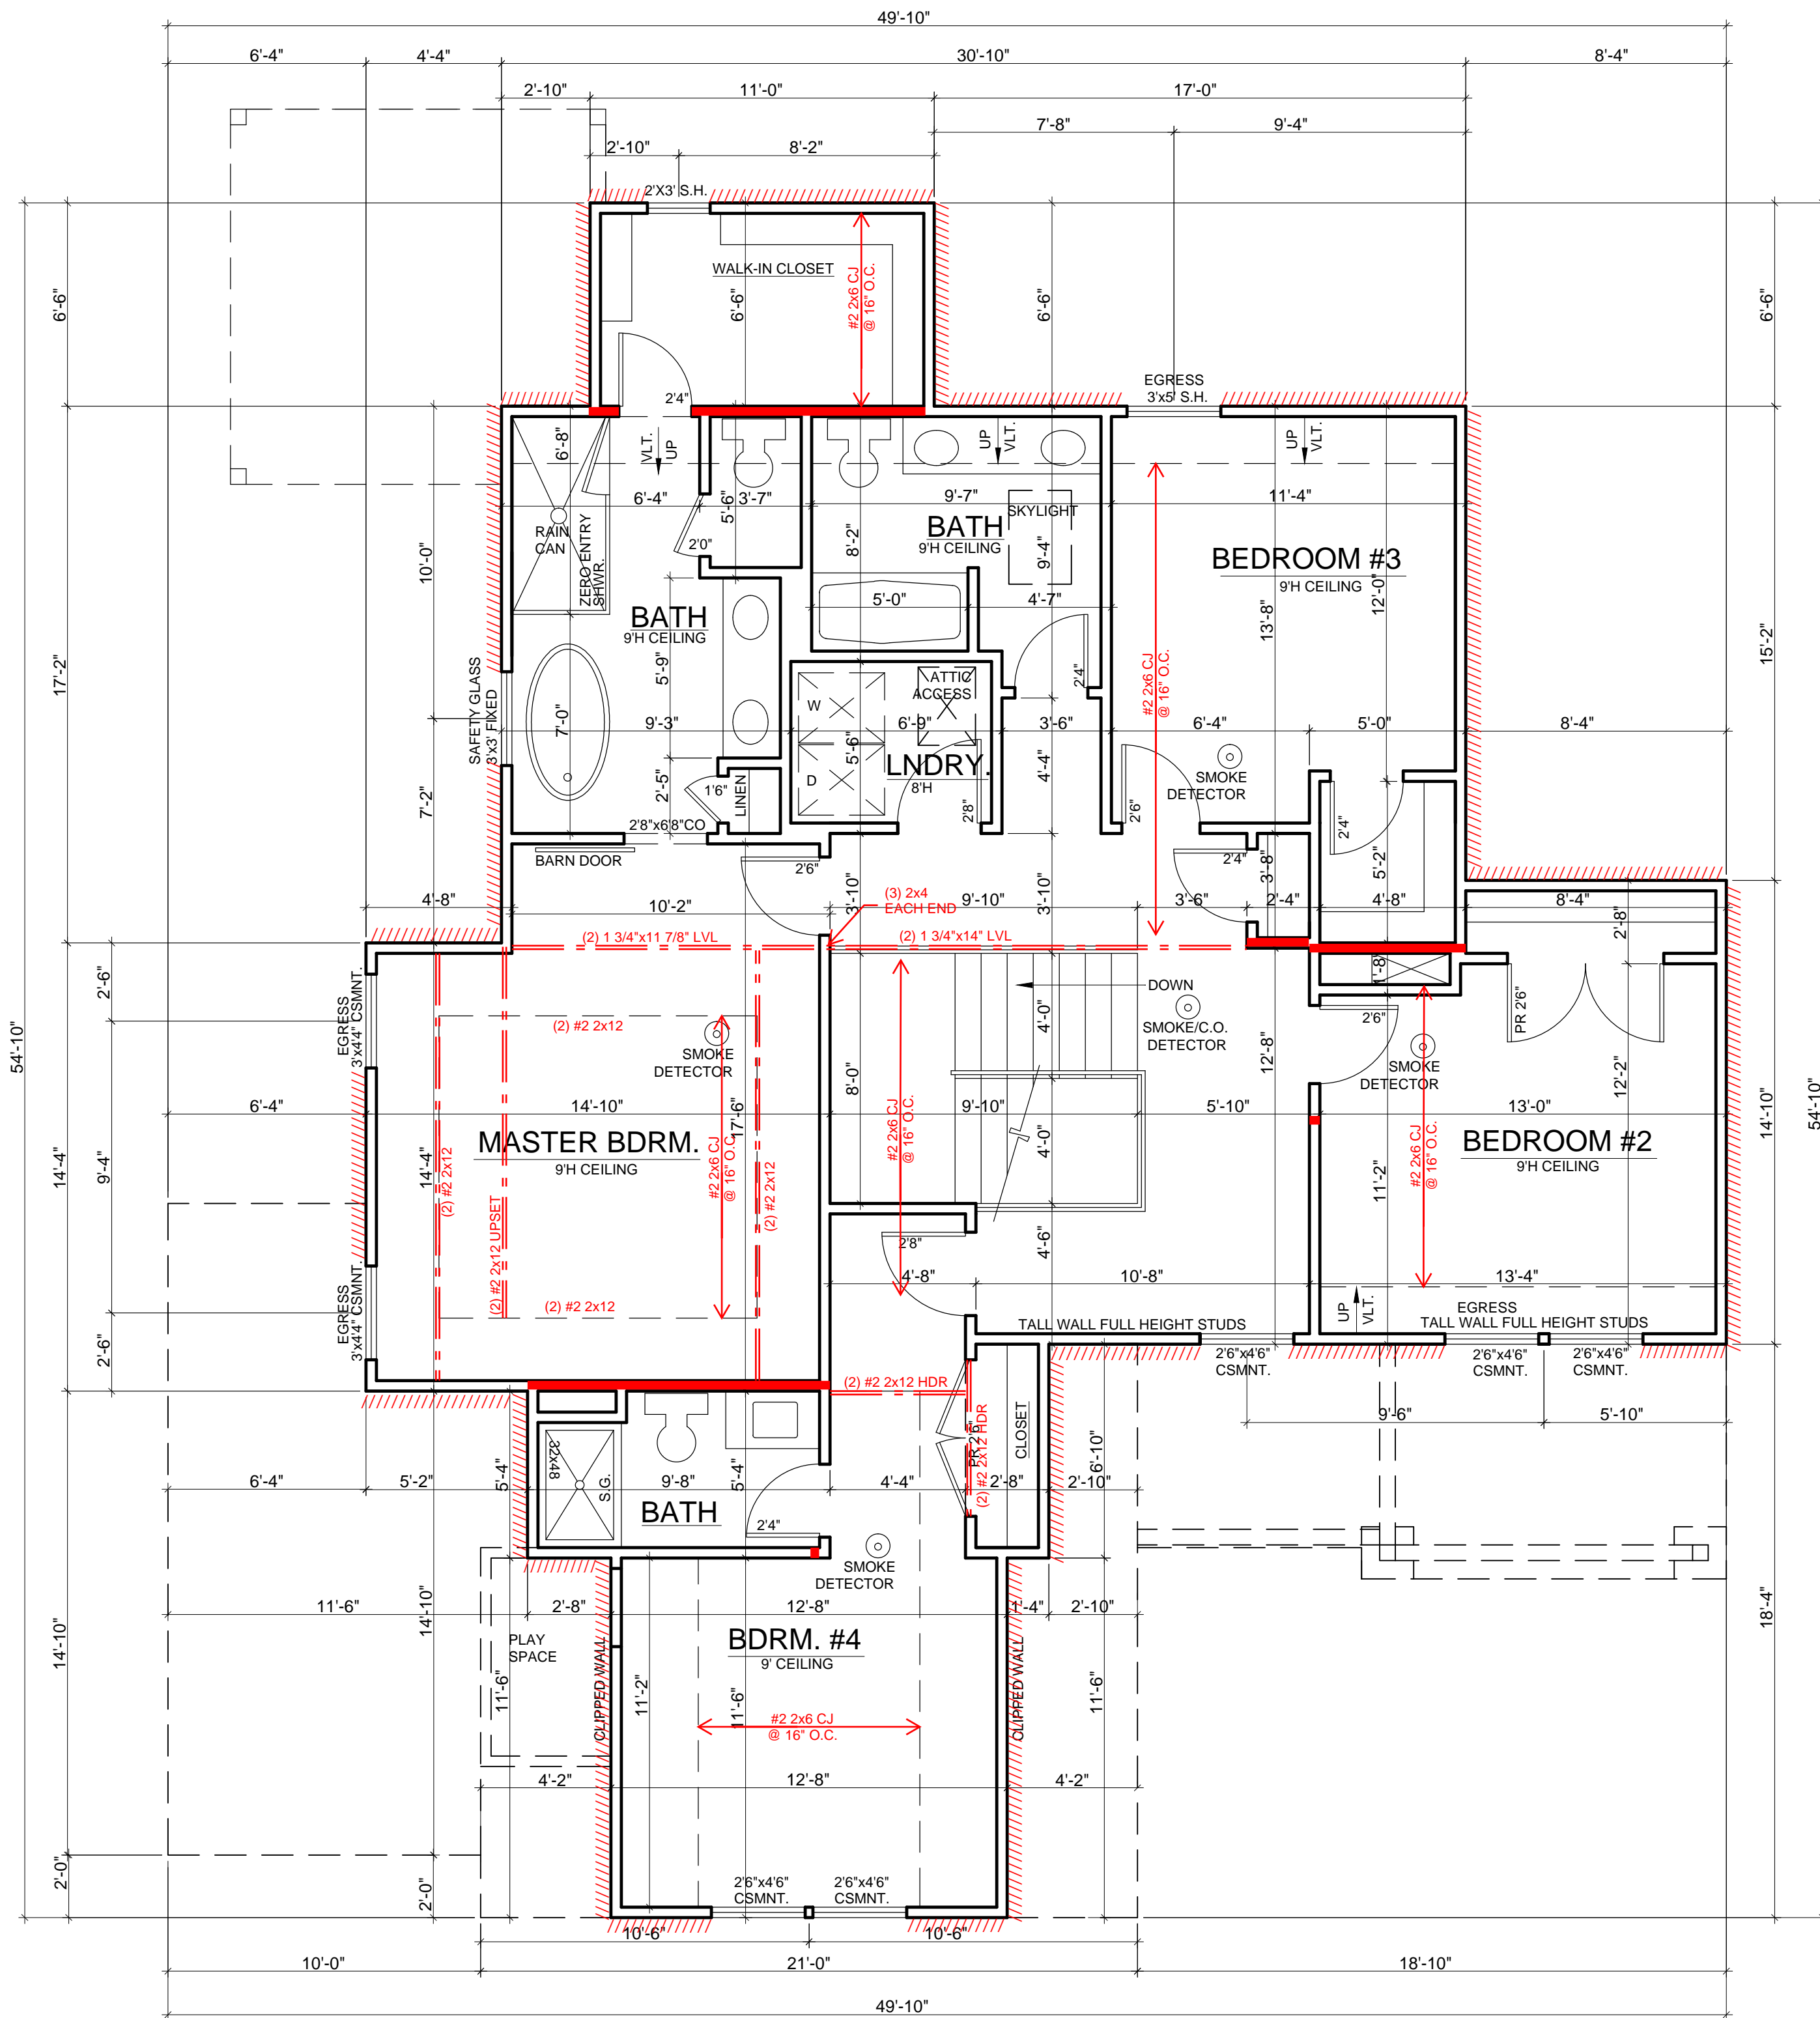 49'-10"
6'-4" 4'-4" 30'-10" 8'-4"
2'-10" 11'-0" 17'-0"
7'-8" 9'-4"
2'-10" 8'-2"
2'X3' S.H.
WALK-IN CLOSET
#2 2x6 CJ
@ 16" O.C.
6'-6"
6'-6"
6'-6"
6'-6"
EGRESS
3'x5' S.H.
2'4"
6'-8"
VLT.
UP
UP
VLT.
UP
VLT.
6'-4"
3'-7"
5'-6"
9'-7"
11'-4"
SKYLIGHT
RAIN
CAN
ZERO ENTRY
SHWR.
2'0"
8'-2"
BATH
9'H CEILING
9'-4"
BEDROOM #3
9'H CEILING
10'-0"
13'-8"
12'-0"
5'-0"
4'-7"
BATH
9'H CEILING
15'-2"
17'-2"
5'-9"
#2 2x6 CJ
@ 16" O.C.
2'4"
SAFETY GLASS
3'x3' FIXED
7'-0"
W
ATTIC
ACCESS
9'-3"
6'-9"
3'-6"
6'-4"
5'-0"
8'-4"
5'-6"
LNDRY.
8'H
4'-4"
D
SMOKE
DETECTOR
7'-2"
2'-5"
1'6"
LINEN
2'8"
2'6"
2'8"x6'8"CO
2'4"
BARN DOOR
2'6"
2'4"
3'-8"
5'-2"
4'-8"
10'-2"
3'-10"
(3) 2x4
EACH END
9'-10"
3'-10"
3'-6"
2'-4"
4'-8"
8'-4"
2'-8"
(2) 1 3/4"x11 7/8" LVL
(2) 1 3/4"x14" LVL
1'-8"
2'-6"
EGRESS
3'x4'4" CSMNT.
(2) #2 2x12
DOWN
4'-0"
SMOKE/C.O.
DETECTOR
2'6"
PR 2'6"
SMOKE
DETECTOR
SMOKE
DETECTOR
54'-10"
54'-10"
8'-0"
12'-8"
12'-2"
6'-4"
14'-10"
17'-6"
9'-10"
5'-10"
13'-0"
14'-10"
#2 2x6 CJ
@ 16" O.C.
4'-0"
MASTER BDRM.
9'H CEILING
BEDROOM #2
9'H CEILING
14'-4"
9'-4"
14'-4"
(2) #2 2x12
(2) #2 2x12 UPSET
#2 2x6 CJ
@ 16" O.C.
(2) #2 2x12
11'-2"
#2 2x6 CJ
@ 16" O.C.
4'-6"
2'8"
4'-8"
10'-8"
13'-4"
EGRESS
3'x4'4" CSMNT.
2'-6"
(2) #2 2x12
UP
VLT.
EGRESS
TALL WALL FULL HEIGHT STUDS
TALL WALL FULL HEIGHT STUDS
2'6"x4'6"
CSMNT.
2'6"x4'6"
CSMNT.
2'6"x4'6"
CSMNT.
(2) #2 2x12 HDR
9'-6"
5'-10"
PR 2'6"
(2) #2 2x12 HDR
CLOSET
32x48
S.G.
5'-4"
5'-4"
6'-10"
6'-4"
5'-2"
9'-8"
4'-4"
2'-8"
2'-10"
BATH
2'4"
SMOKE
DETECTOR
11'-6"
2'-8"
12'-8"
1'-4"
2'-10"
18'-4"
14'-10"
14'-10"
PLAY
SPACE
BDRM. #4
9' CEILING
CLIPPED WALL
CLIPPED WALL
11'-6"
11'-2"
11'-6"
11'-6"
#2 2x6 CJ
@ 16" O.C.
4'-2"
12'-8"
4'-2"
2'-0"
2'-0"
2'6"x4'6"
CSMNT.
2'6"x4'6"
CSMNT.
10'-6"
10'-6"
10'-0"
21'-0"
18'-10"
49'-10"